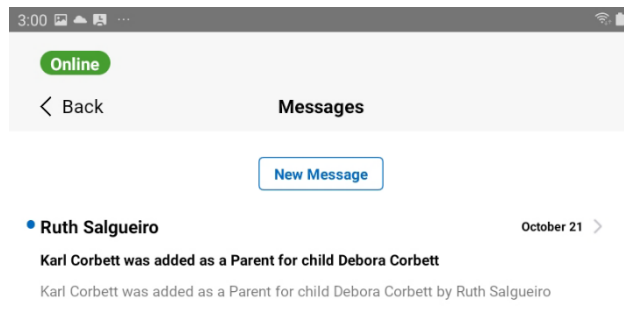 3:00
Online
Back
Messages
New Message
Ruth Salgueiro
October 21
Karl Corbett was added as a Parent for child Debora Corbett
Karl Corbett was added as a Parent for child Debora Corbett by Ruth Salgueiro